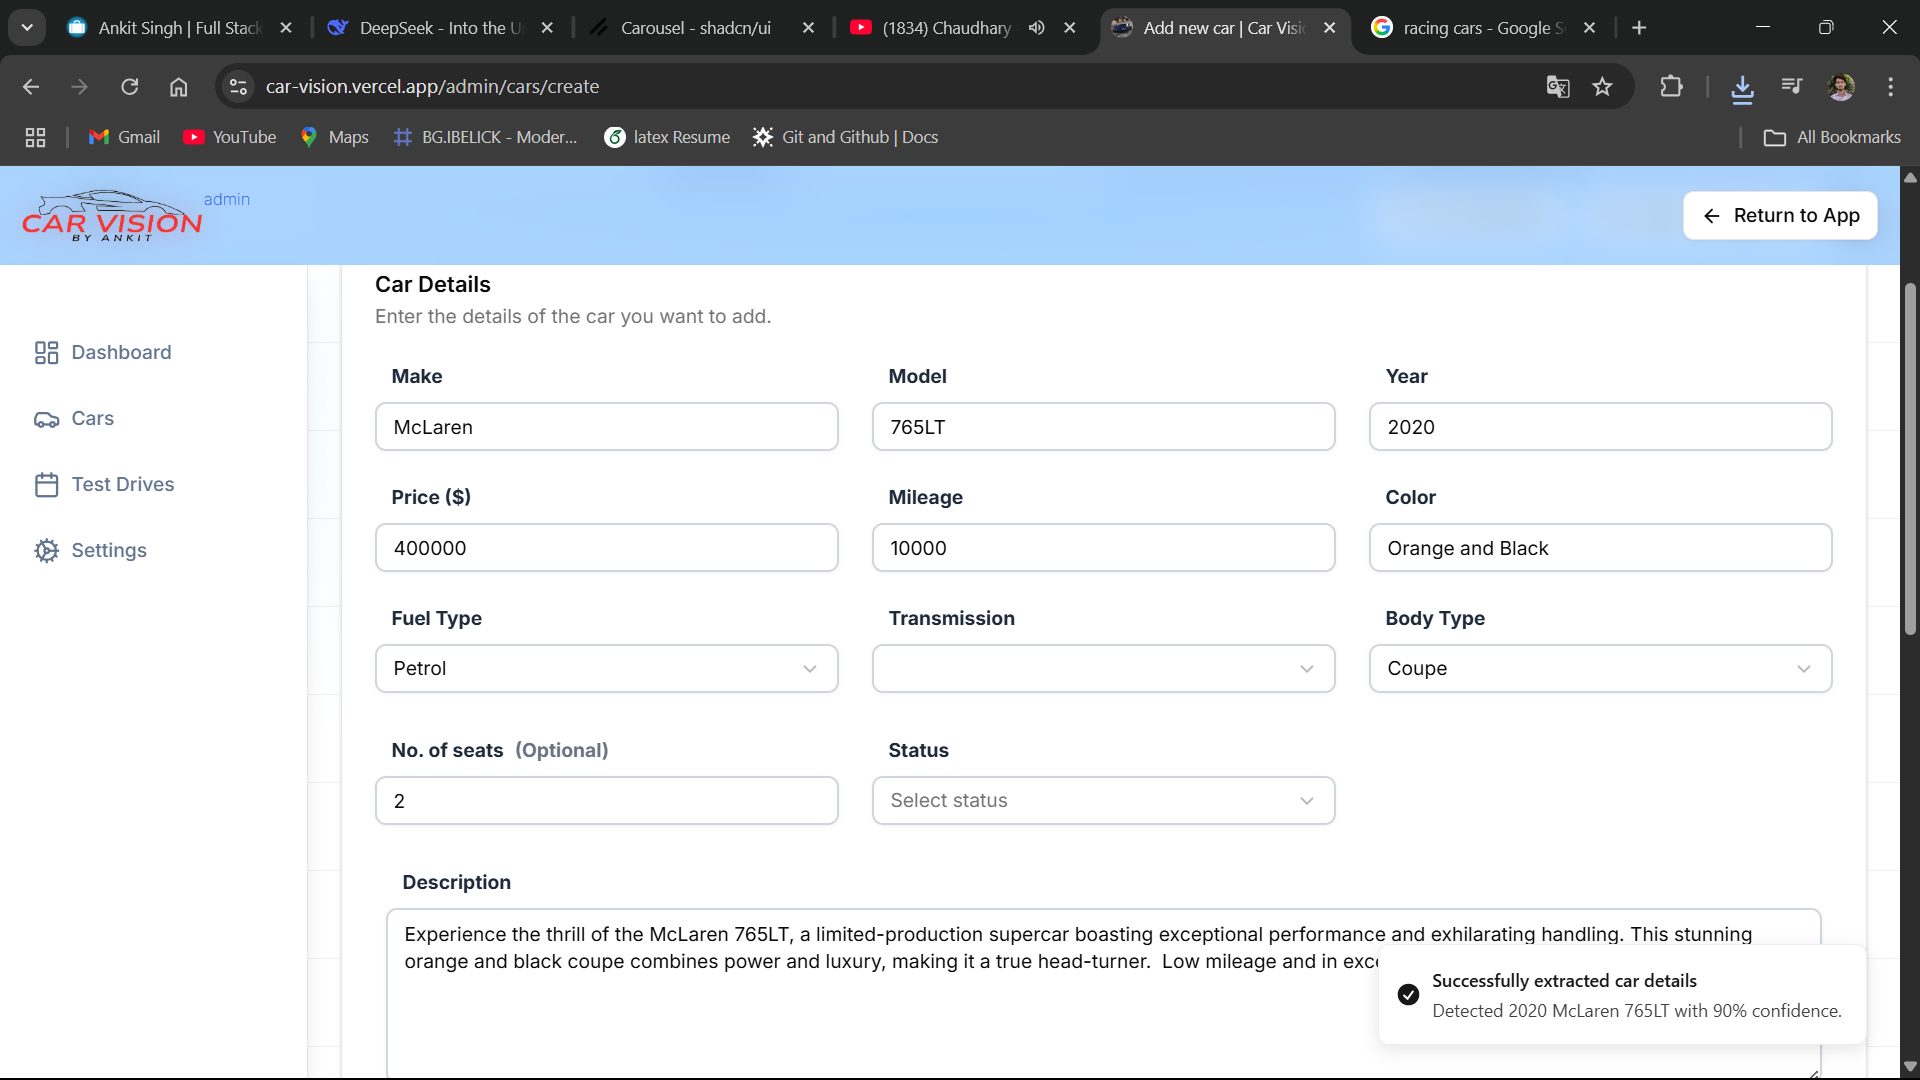 Ankit Singh | Full Stack
DeepSeek - Into the U
Carousel - shadcn/ui
(1834) Chaudhary
Add new car | Car Visi
racing cars - Google S
car-vision.vercel.app/admin/cars/create
Gmail
YouTube
Maps
BG.IBELICK - Moder...
latex Resume
Git and Github | Docs
All Bookmarks
CAR VISION
BY ANKIT
admin
Return to App
Dashboard
Cars
Test Drives
Settings
Car Details
Enter the details of the car you want to add.
Make
Model
Year
McLaren
765LT
2020
Price ($)
Mileage
Color
400000
10000
Orange and Black
Fuel Type
Transmission
Body Type
Petrol
Coupe
No. of seats (Optional)
Status
2
Select status
Description
Experience the thrill of the McLaren 765LT, a limited-production supercar boasting exceptional performance and exhilarating handling. This stunning
orange and black coupe combines power and luxury, making it a true head-turner.  Low mileage and in exce
Successfully extracted car details
Detected 2020 McLaren 765LT with 90% confidence.